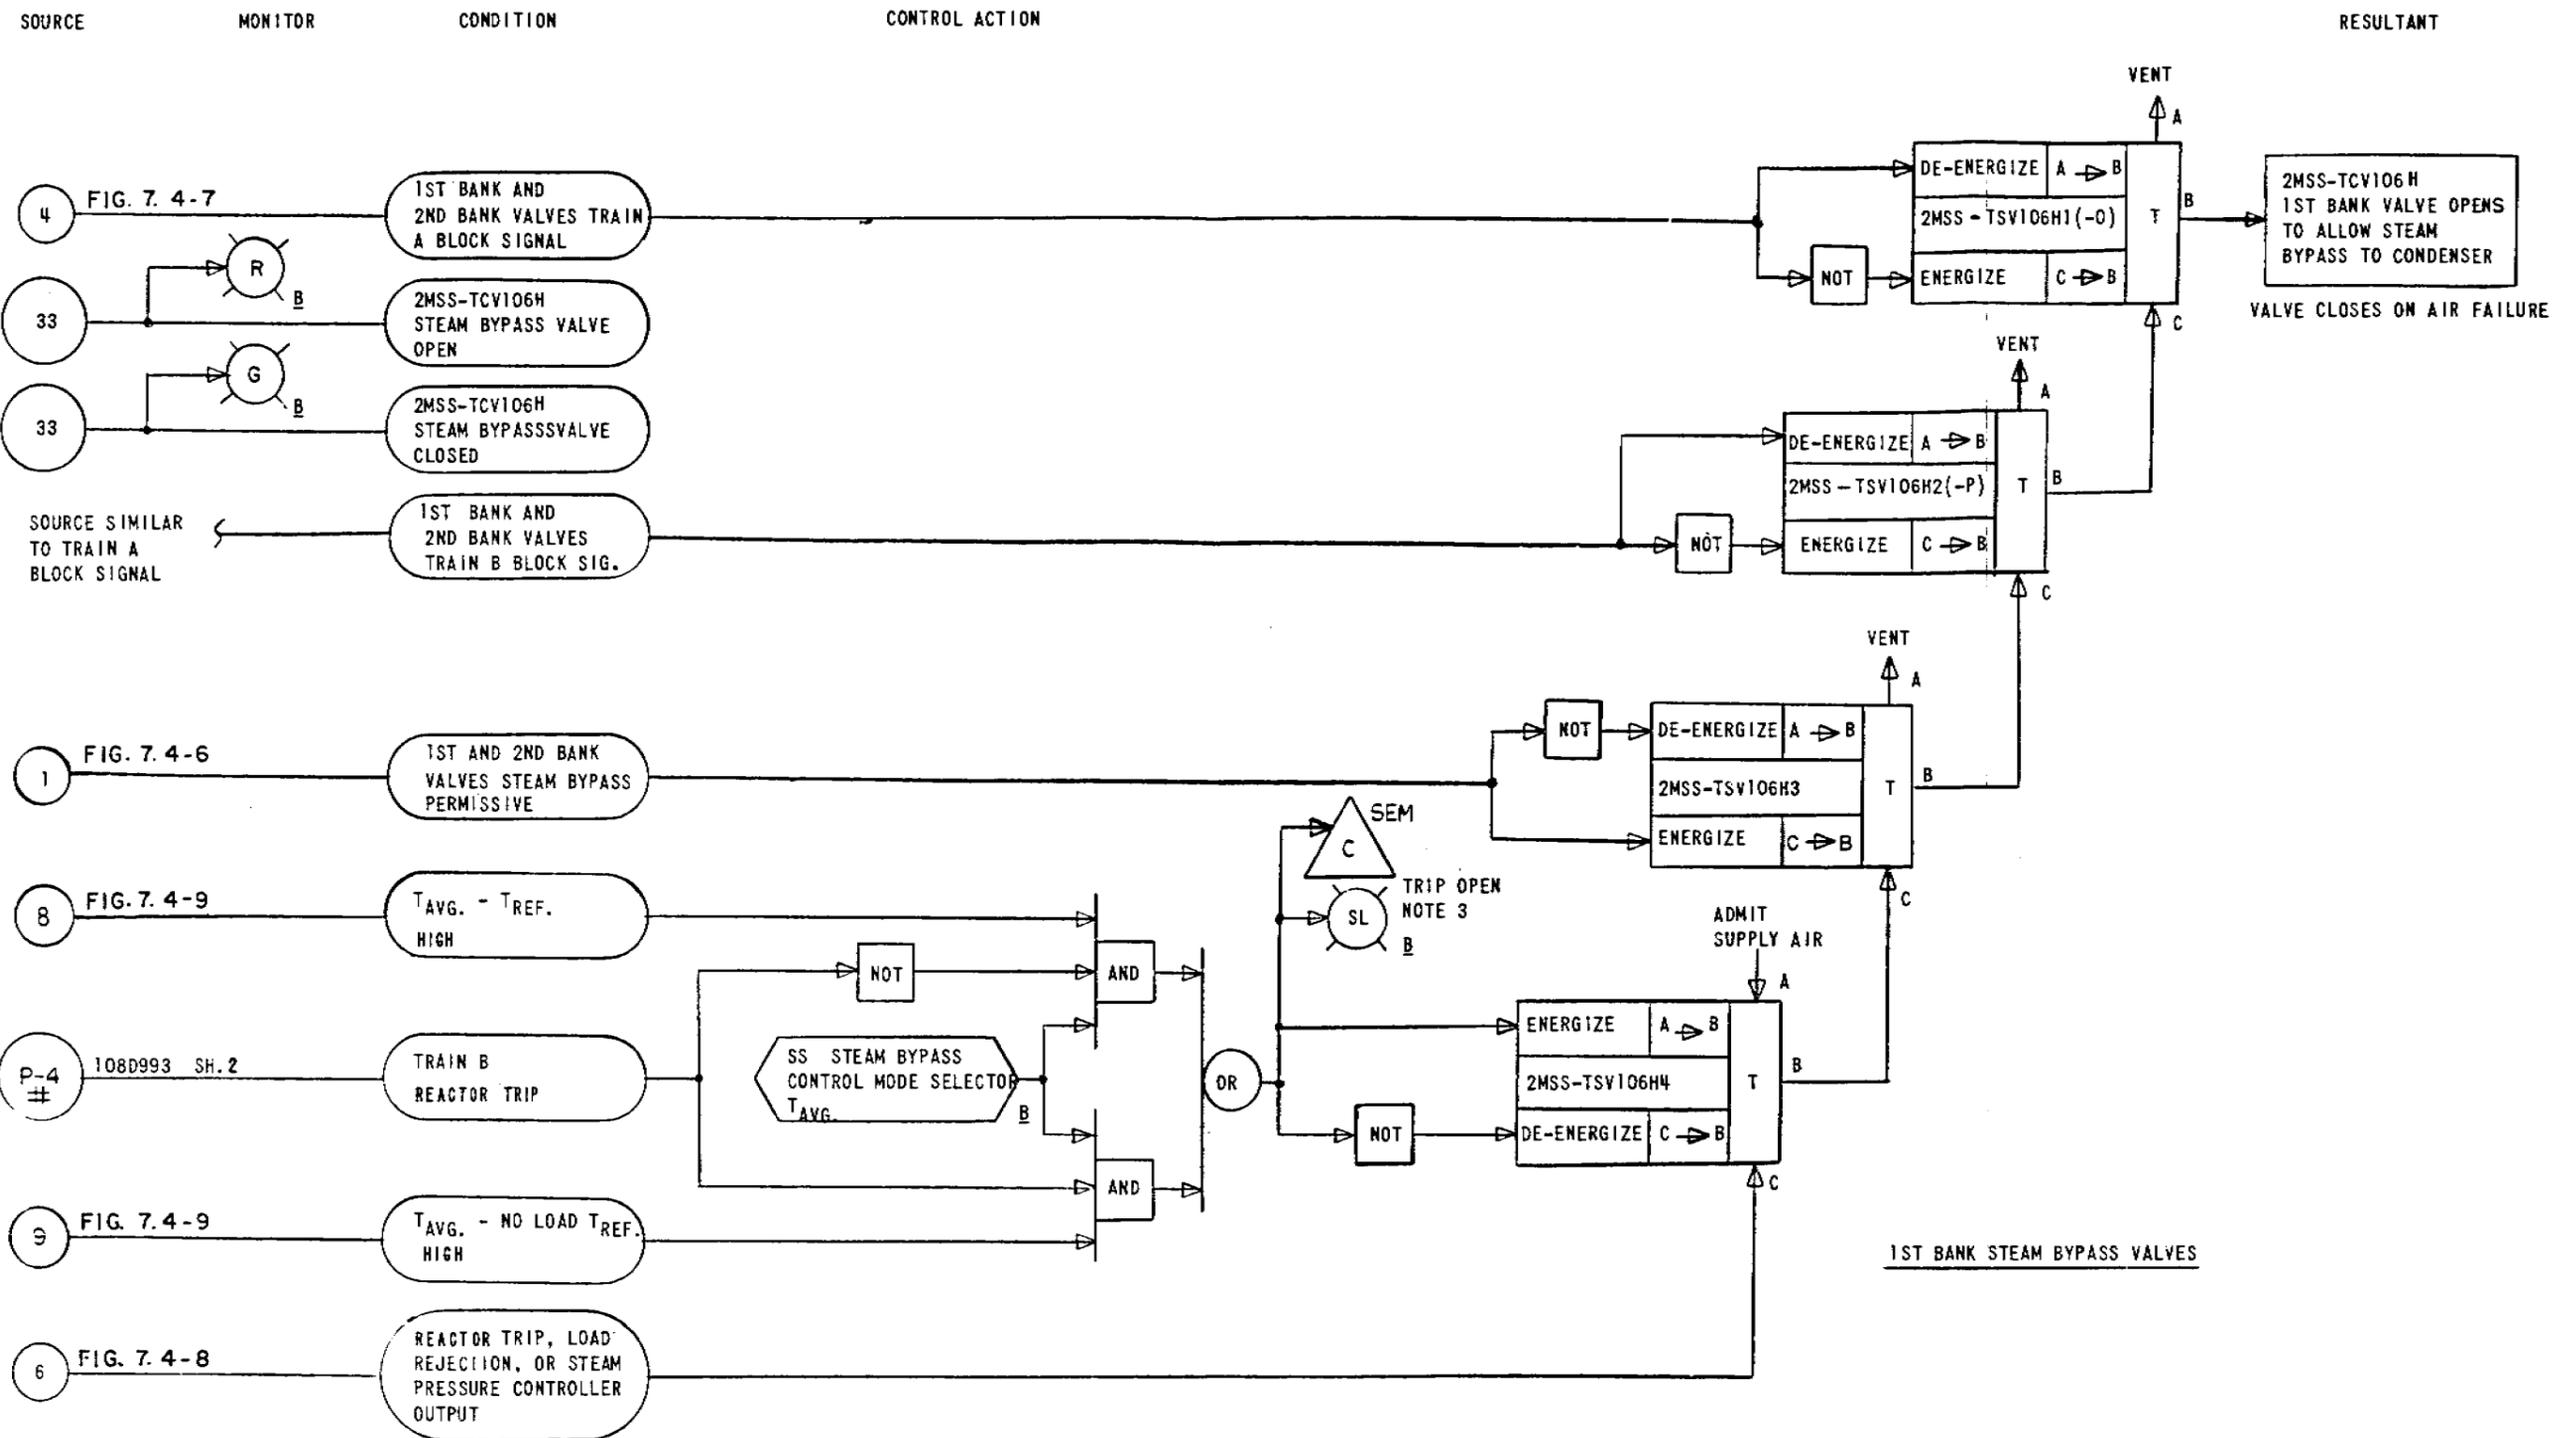 SOURCE MONITOR CONDITION CONTROL ACTION RESULTANT
VENT
A
4 FIG. 7. 4-7
1ST BANK AND
2ND BANK VALVES TRAIN
A BLOCK SIGNAL
DE-ENERGIZE A B
2MSS-TSV106H1(-O) T B
NOT ENERGIZE C B
C
2MSS-TCV106H
1ST BANK VALVE OPENS
TO ALLOW STEAM
BYPASS TO CONDENSER
VALVE CLOSES ON AIR FAILURE
R
B
33
2MSS-TCV106H
STEAM BYPASS VALVE
OPEN
G
B
33
2MSS-TCV106H
STEAM BYPASSSVALVE
CLOSED
VENT
A
DE-ENERGIZE A B
2MSS-TSV106H2(-P) T B
NOT ENERGIZE C B
C
SOURCE SIMILAR
TO TRAIN A
BLOCK SIGNAL
1ST BANK AND
2ND BANK VALVES
TRAIN B BLOCK SIG.
VENT
A
1 FIG. 7. 4-6
1ST AND 2ND BANK
VALVES STEAM BYPASS
PERMISSIVE
NOT DE-ENERGIZE A B
2MSS-TSV106H3 T B
ENERGIZE C B
C
C SEM
SL TRIP OPEN
NOTE 3
B
8 FIG. 7. 4-9
TAVG. - TREF.
HIGH
NOT
AND
ADMIT
SUPPLY AIR
A
P-4
#
108D993 SH.2
TRAIN B
REACTOR TRIP
SS STEAM BYPASS
CONTROL MODE SELECTOR
TAVG.
B
OR
ENERGIZE A B
2MSS-TSV106H4 T B
NOT DE-ENERGIZE C B
C
AND
9 FIG. 7. 4-9
TAVG. - NO LOAD TREF.
HIGH
1ST BANK STEAM BYPASS VALVES
6 FIG. 7. 4-8
REACTOR TRIP, LOAD
REJECTION, OR STEAM
PRESSURE CONTROLLER
OUTPUT